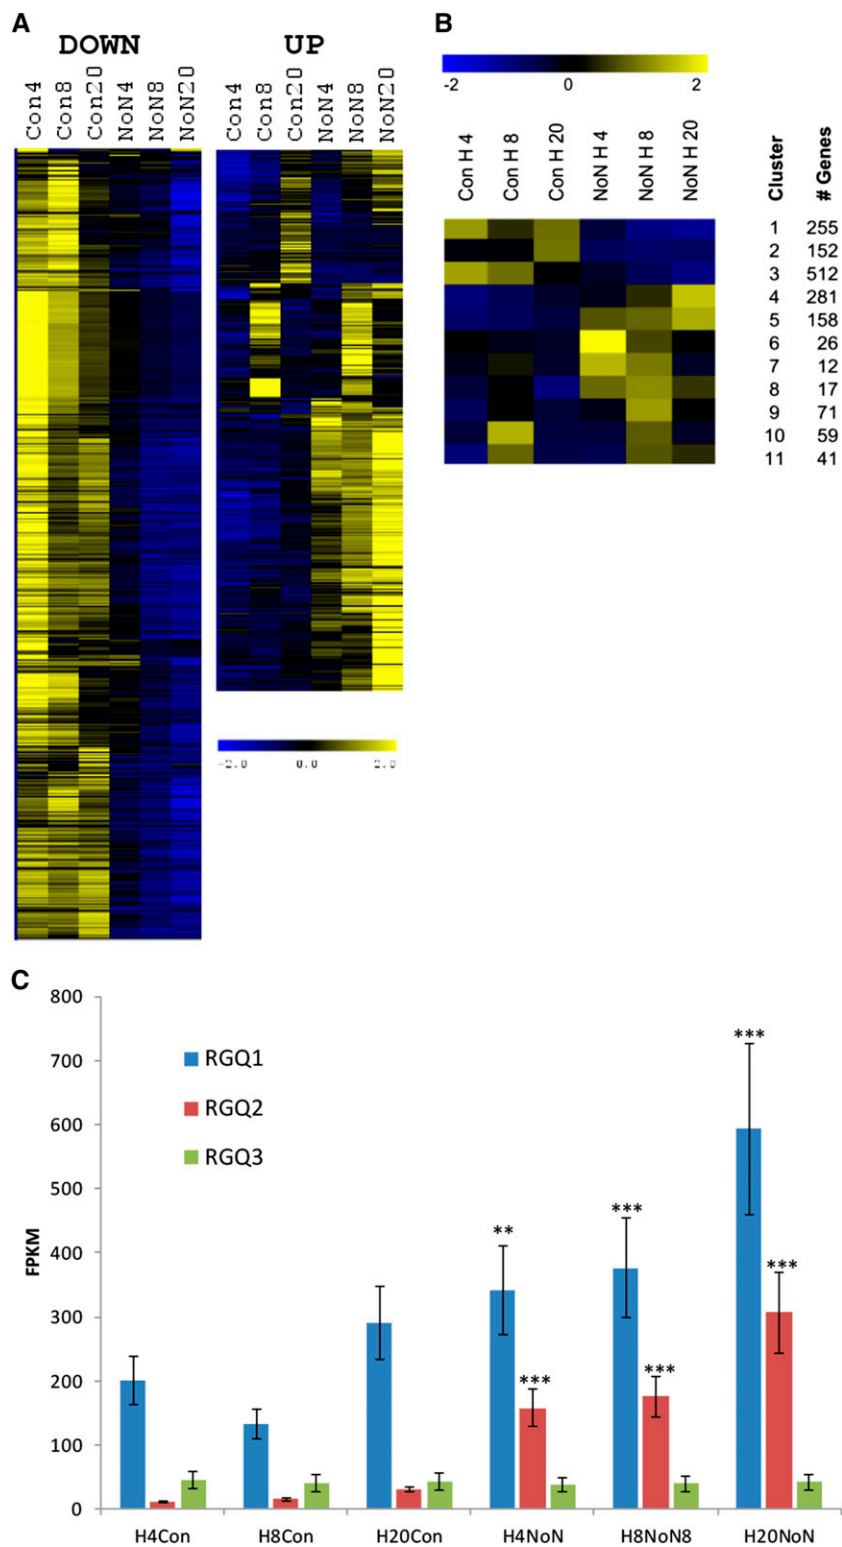 A
DOWN
UP
Con4
Con8
Con20
NoN4
NoN8
NoN20
Con4
Con8
Con20
NoN4
NoN8
NoN20
-2.0
0.0
2.0
B
-2
0
2
Con H 4
Con H 8
Con H 20
NoN H 4
NoN H 8
NoN H 20
Cluster
# Genes
1 255
2 152
3 512
4 281
5 158
6 26
7 12
8 17
9 71
10 59
11 41
C
800
700
600
500
400
300
200
100
0
FPKM
RGQ1
RGQ2
RGQ3
**
***
***
***
***
***
H4Con
H8Con
H20Con
H4NoN
H8NoN8
H20NoN